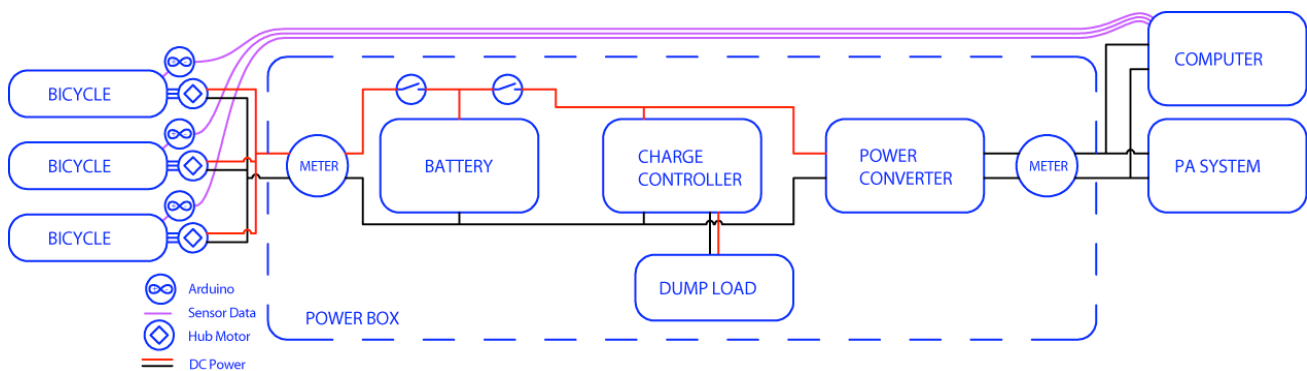 COMPUTER
BICYCLE
BICYCLE
BICYCLE
METER
BATTERY
CHARGE
CONTROLLER
POWER
CONVERTER
METER
PA SYSTEM
DUMP LOAD
POWER BOX
Arduino
Sensor Data
Hub Motor
DC Power